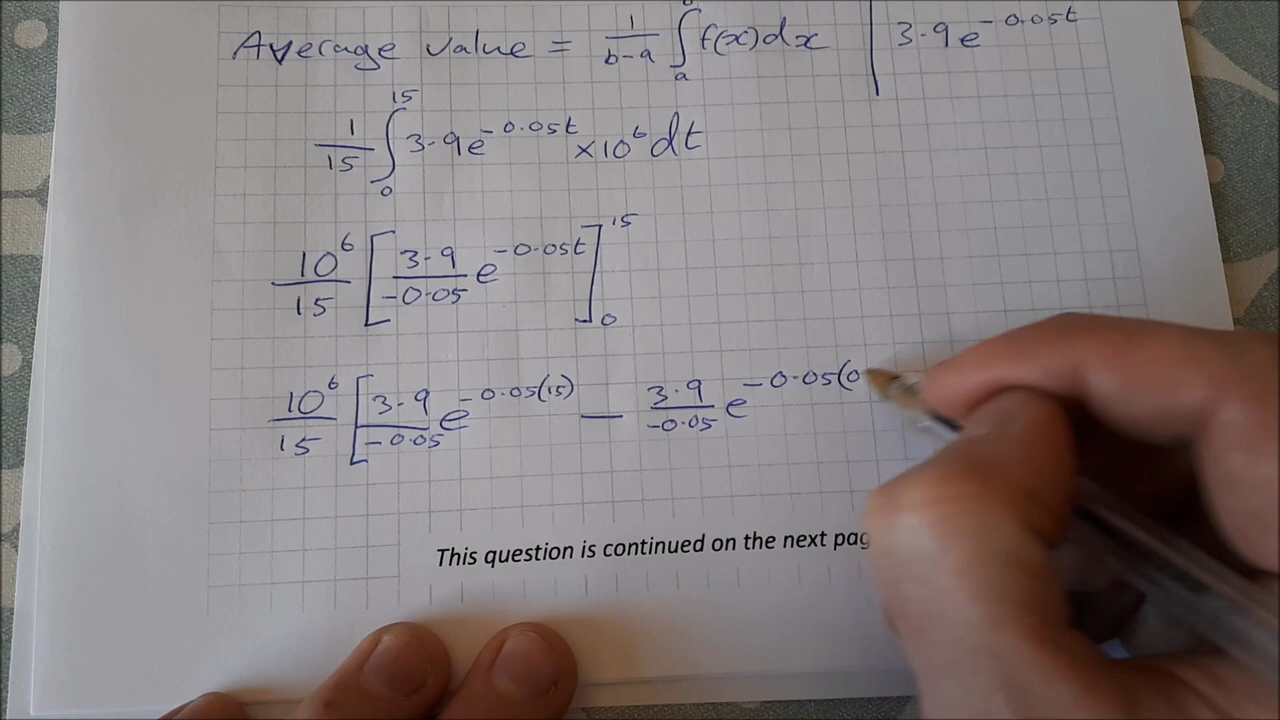 Average value = 1/(b-a) ∫_a f(x)dx | 3.9e^(-0.05t)
1/15 ∫_0^15 3.9e^(-0.05t) ×10^6 dt
10^6/15 [3.9/-0.05 e^(-0.05t)]_0^15
10^6/15 [3.9/-0.05 e^(-0.05(15)) — 3.9/-0.05 e^(-0.05(0
This question is continued on the next pag